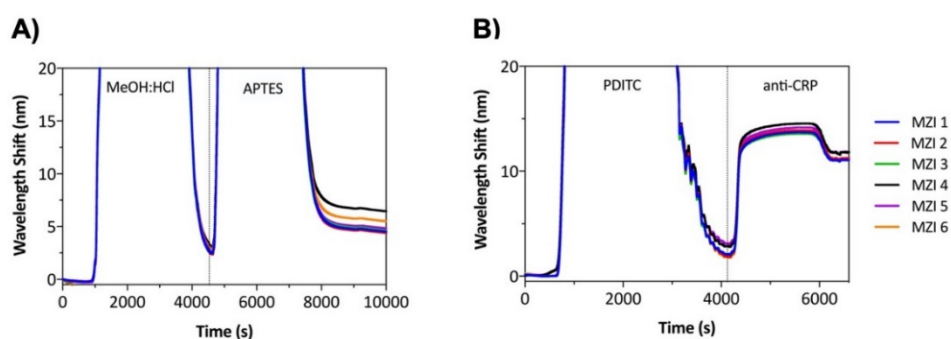 A)
B)
20
15
10
5
0
Wavelength Shift (nm)
MeOH:HCl
APTES
0
2000
4000
6000
8000
10000
Time (s)
20
10
0
Wavelength Shift (nm)
PDITC
anti-CRP
0
2000
4000
6000
Time (s)
MZI 1
MZI 2
MZI 3
MZI 4
MZI 5
MZI 6